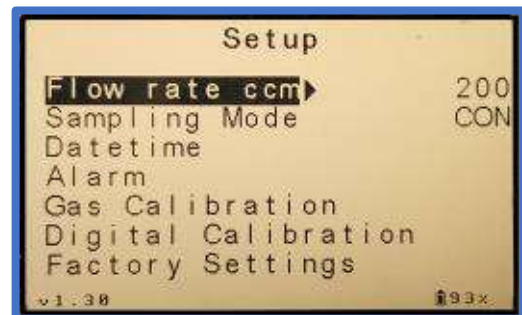 Setup
Flow rate ccm 200
Sampling Mode CON
Datetime
Alarm
Gas Calibration
Digital Calibration
Factory Settings
v1.30 93%